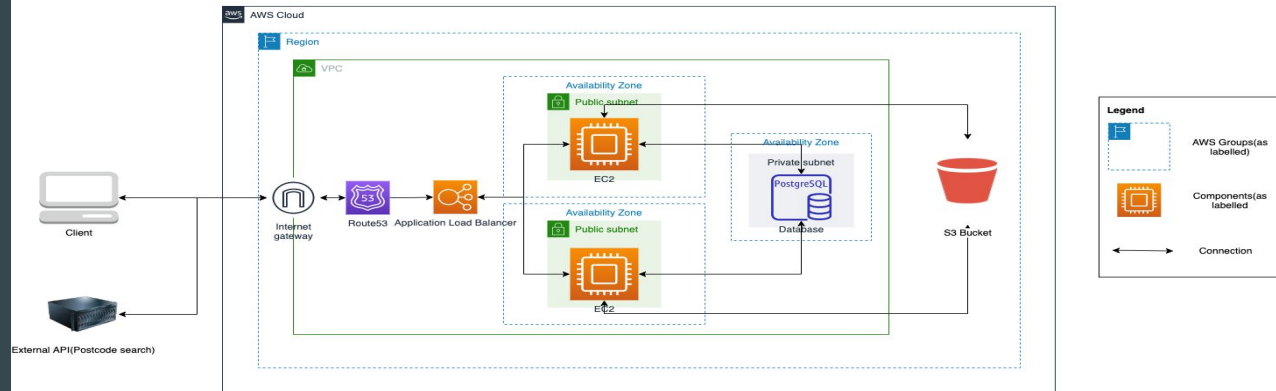 aws
AWS Cloud
Region
VPC
Availability Zone
Public subnet
EC2
Availability Zone
Public subnet
EC2
Availability Zone
Private subnet
PostgreSQL
Database
Client
External API(Postcode search)
Internet
gateway
53
Route53
Application Load Balancer
S3 Bucket
Legend
AWS Groups(as
labelled)
Components(as
labelled
Connection